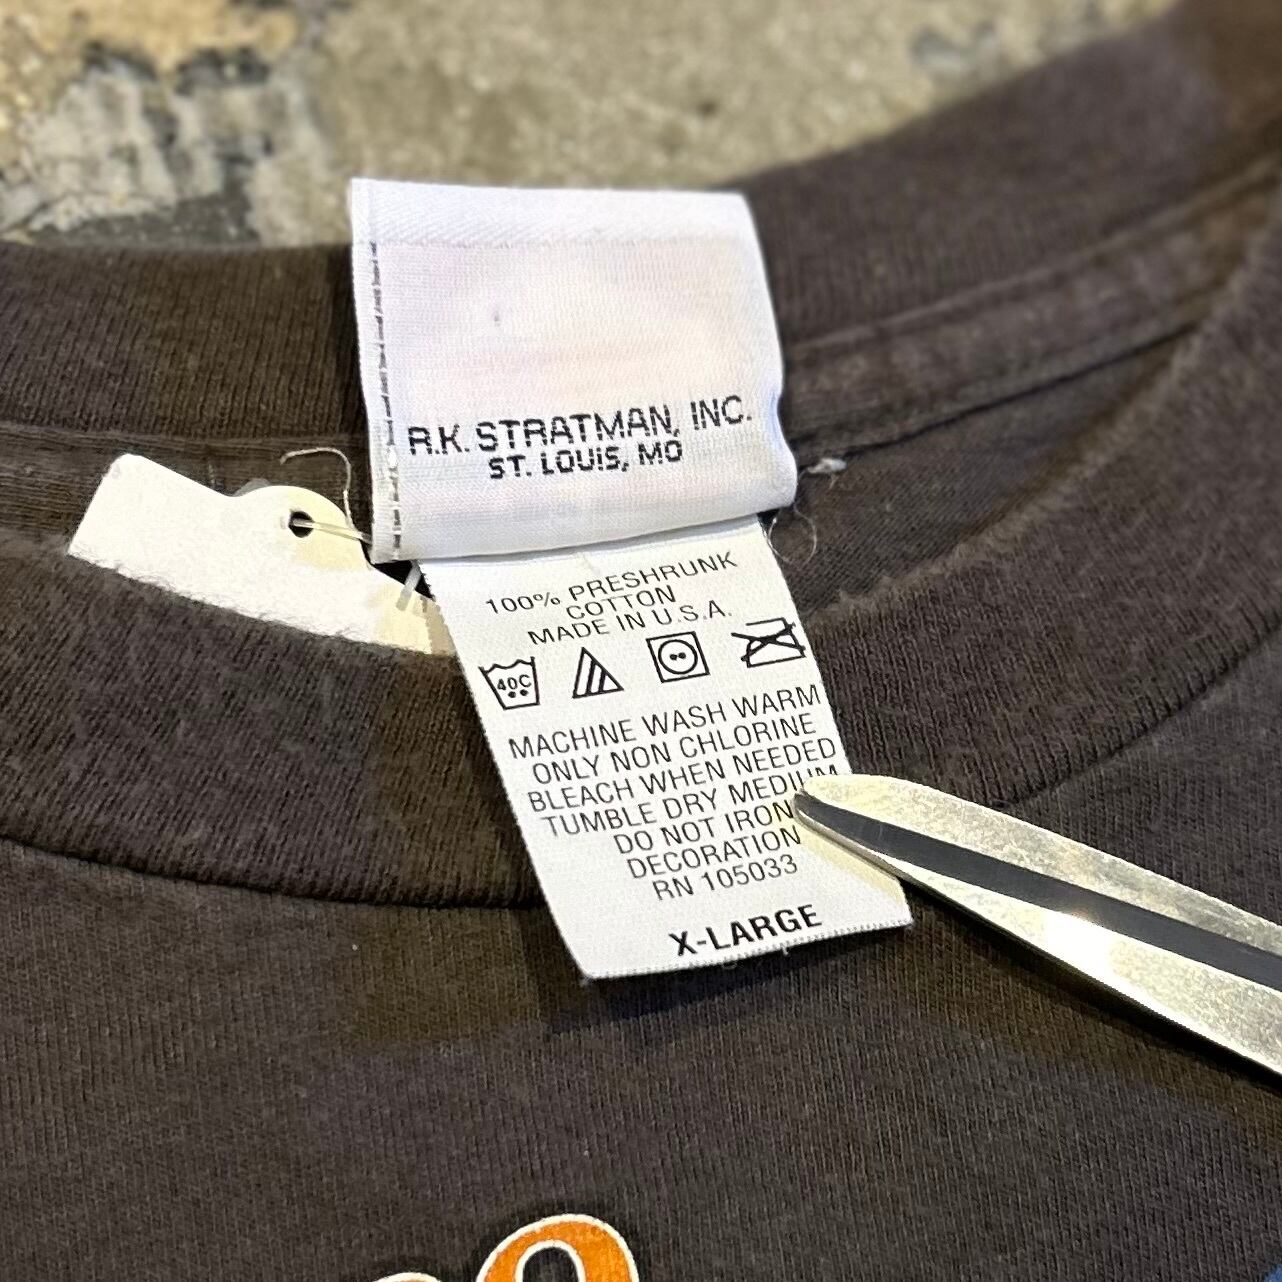 R.K. STRATMAN, INC.
ST. LOUIS, MO
100% PRESHRUNK
COTTON
MADE IN U.S.A.
40C
MACHINE WASH WARM
ONLY NON CHLORINE
BLEACH WHEN NEEDED
TUMBLE DRY MEDIUM
DO NOT IRON
DECORATION
RN 105033
X-LARGE